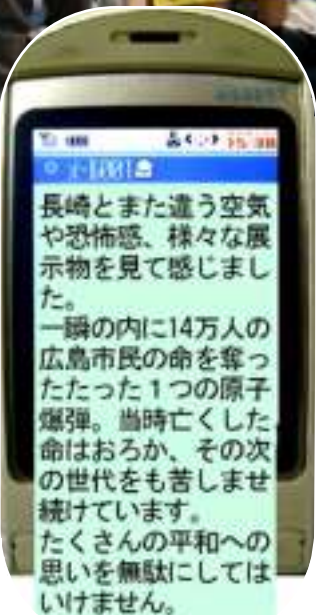 長崎とまた違う空気
や恐怖感、様々な展
示物を見て感じまし
た。
一瞬の内に14万人の
広島市民の命を奪っ
たたった1つの原子
爆弾。当時亡くした
命はおろか、その次
の世代をも苦しませ
続けています。
たくさんの平和への
思いを無駄にしては
いけません。